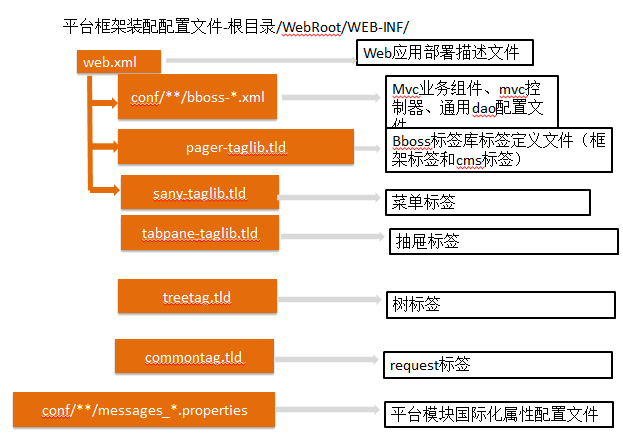 平台框架装配配置文件-根目录/WebRoot/WEB-INF/
web.xml
Web应用部署描述文件
conf/**/bboss-*.xml
Mvc业务组件、mvc控
制器、通用dao配置文
件
pager-taglib.tld
Bboss标签库标签定义文件（框
架标签和cms标签）
sany-taglib.tld
菜单标签
tabpane-taglib.tld
抽屉标签
treetag.tld
树标签
commontag.tld
request标签
conf/**/messages_*.properties
平台模块国际化属性配置文件